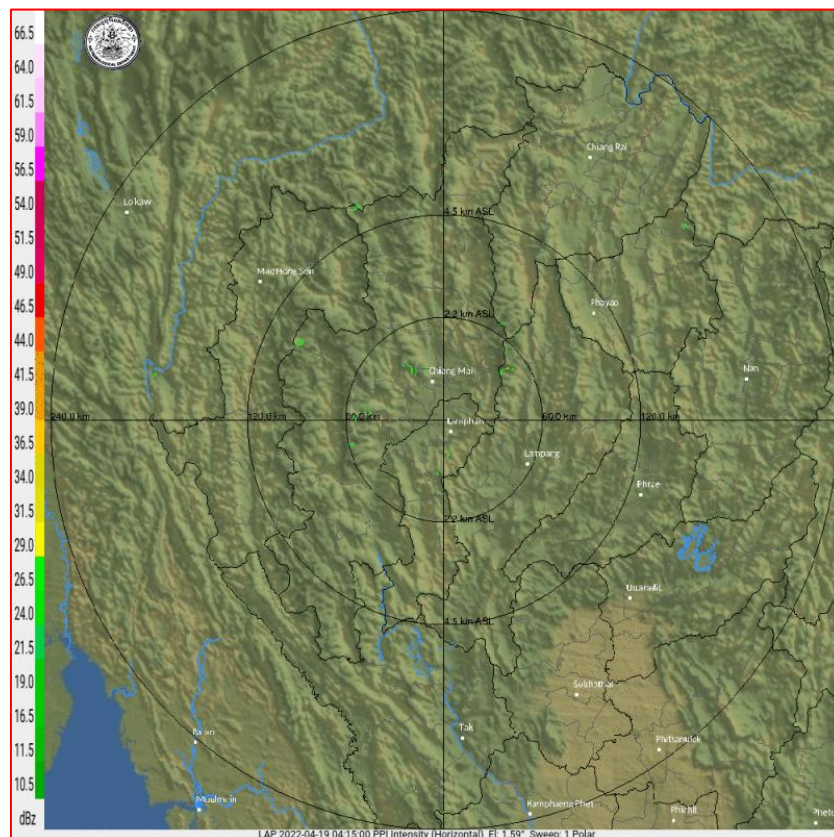 66.5
64.0
61.5
59.0
56.5
54.0
51.5
49.0
46.5
44.0
41.5
39.0
36.5
34.0
31.5
29.0
26.5
24.0
21.5
19.0
16.5
11.5
10.5
dBz
Chiang Rai
Loikaw
4.5 km ASL
Mae Hong Son
Phayao
2.2 km ASL
Chiang Mai
Nan
240.0 km
120.0 km
60.0 km
60.0 km
120.0 km
Lamphun
Lampang
Phrae
2.2 km ASL
Uttaradit
4.5 km ASL
Sukhothai
Tak
Pa-an
Phitsanulok
Moulmein
Kamphaeng Phet
Phichit
LAP 2022-04-19 04:15:00 PPI Intensity (Horizontal) El: 1.59° Sweep: 1 Polar